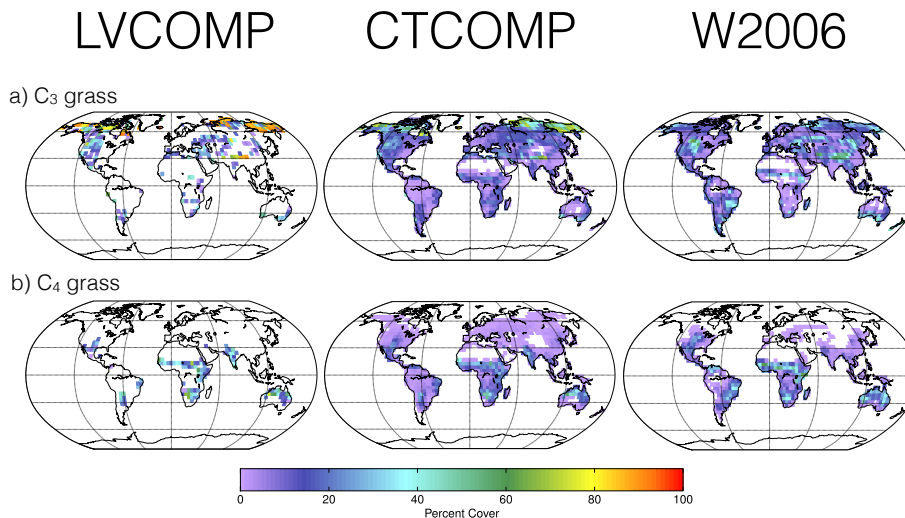 LVCOMP CTCOMP W2006
a) C₃ grass
b) C₄ grass
0 20 40 60 80 100
Percent Cover